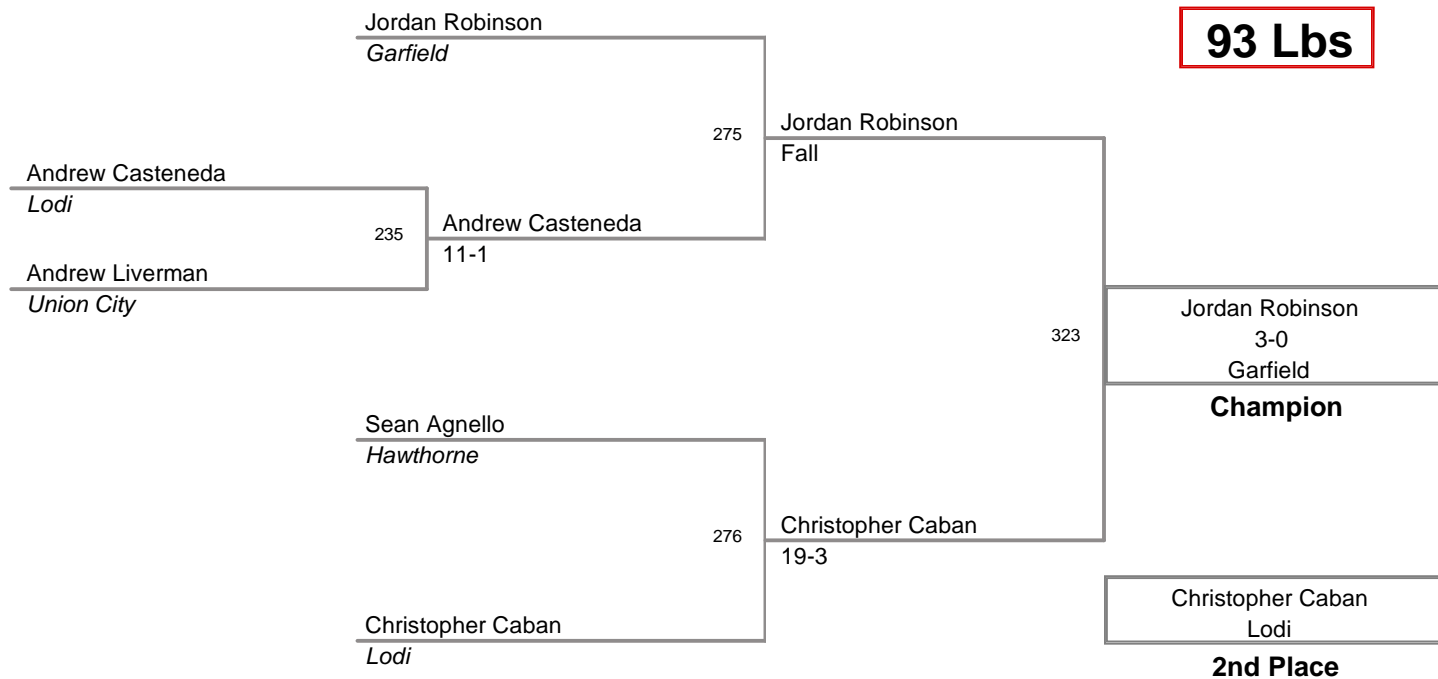 Jordan Robinson
Garfield
93 Lbs
275
Jordan Robinson
Fall
Andrew Casteneda
Lodi
235
Andrew Casteneda
11-1
Andrew Liverman
Union City
323
Jordan Robinson
3-0
Garfield
Champion
Sean Agnello
Hawthorne
276
Christopher Caban
19-3
Christopher Caban
Lodi
Christopher Caban
Lodi
2nd Place